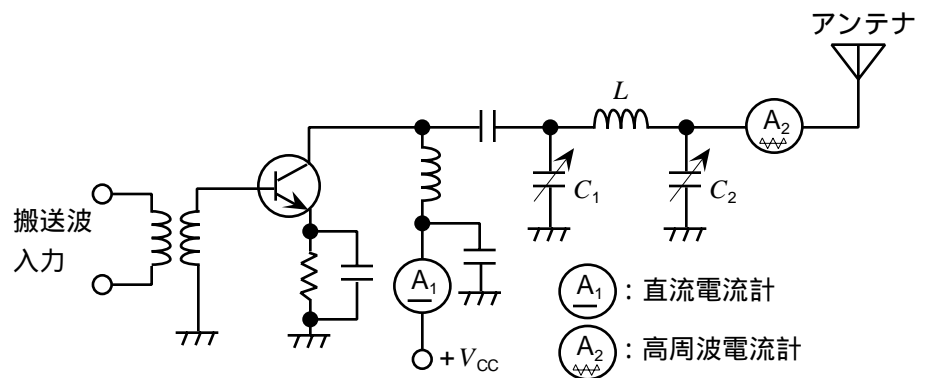 アンテナ
L
A₂
C₁
C₂
搬送波
入力
A₁
+V_CC
A₁ : 直流電流計
A₂ : 高周波電流計